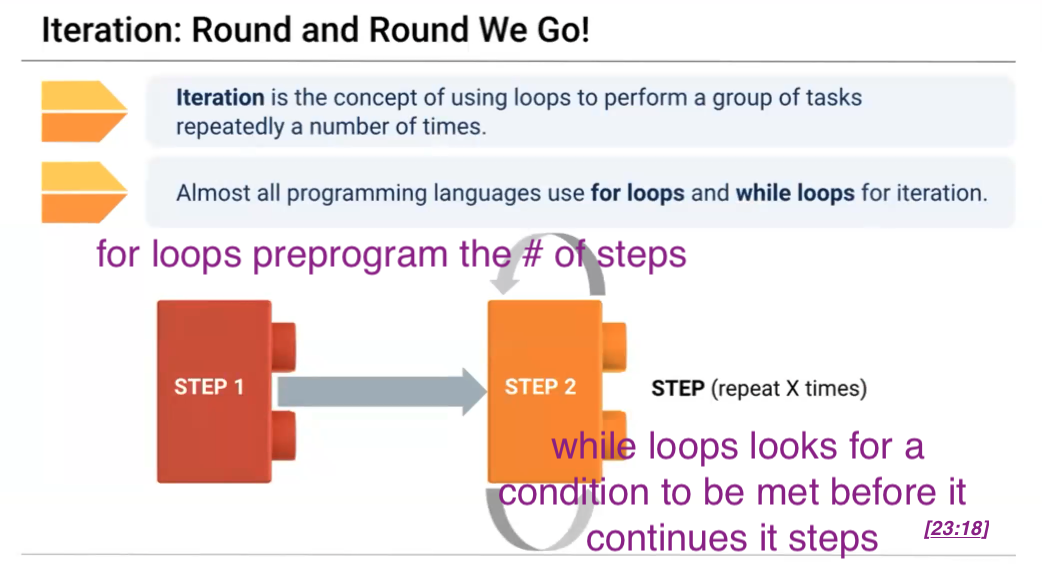 Iteration: Round and Round We Go!
Iteration is the concept of using loops to perform a group of tasks
repeatedly a number of times.
Almost all programming languages use for loops and while loops for iteration.
for loops preprogram the # of steps
STEP 1
STEP 2
STEP (repeat X times)
while loops looks for a
condition to be met before it
continues it steps
[23:18]